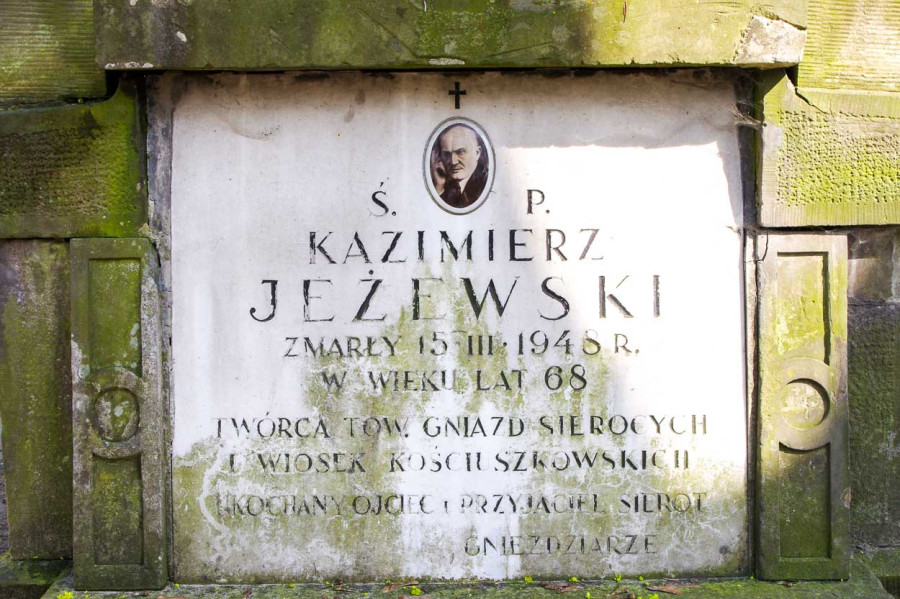 Ś. P.
KAZIMIERZ
JEŻEWSKI
ZMARŁY 15·III·1948 R.
W WIEKU LAT 68
TWÓRCA TOW. GNIAZD SIEROCYCH
I WIOSEK KOŚCIUSZKOWSKICH
UKOCHANY OJCIEC I PRZYJACIEL SIEROT
GNIEŹDZIARZE